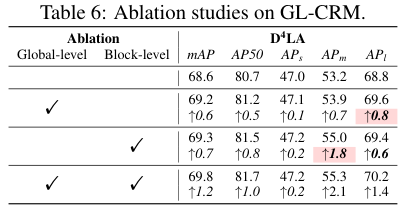 Table 6: Ablation studies on GL-CRM.
Ablation D⁴LA
Global-level Block-level mAP AP50 APₛ APₘ APₗ
68.6 80.7 47.0 53.2 68.8
✓ 69.2 81.2 47.1 53.9 69.6
↑0.6 ↑0.5 ↑0.1 ↑0.7 ↑0.8
✓ 69.3 81.5 47.2 55.0 69.4
↑0.7 ↑0.8 ↑0.2 ↑1.8 ↑0.6
✓ ✓ 69.8 81.7 47.2 55.3 70.2
↑1.2 ↑1.0 ↑0.2 ↑2.1 ↑1.4